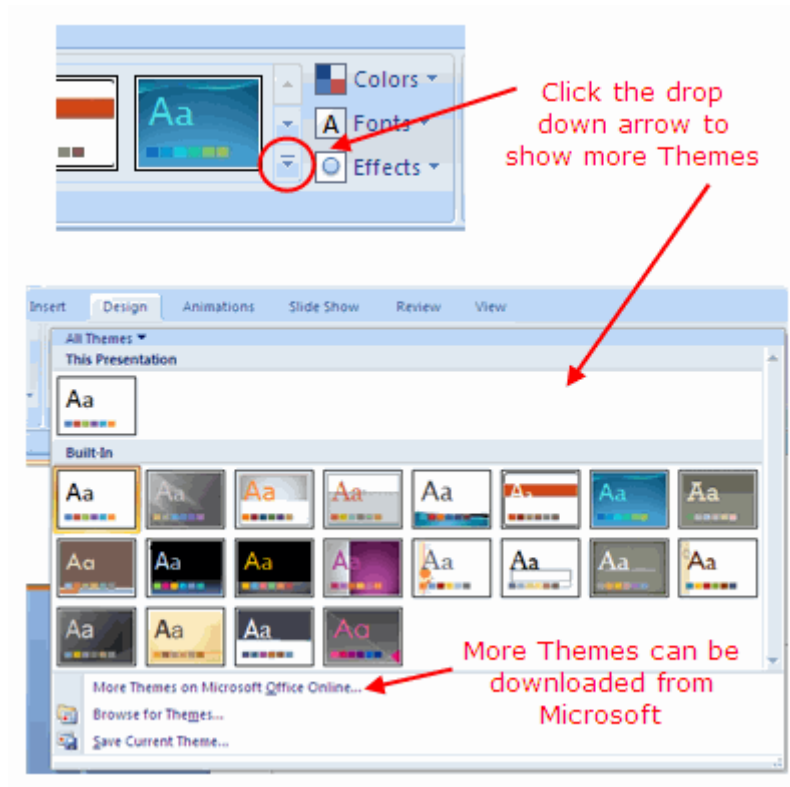 Aa
Colors
Fonts
Effects
Click the drop
down arrow to
show more Themes
Insert Design Animations Slide Show Review View
All Themes
This Presentation
Aa
Built-In
Aa Aa Aa Aa Aa Aa Aa Aa
Aa Aa Aa Aa Aa Aa Aa Aa
Aa Aa Aa Aa
More Themes can be
downloaded from
Microsoft
More Themes on Microsoft Office Online...
Browse for Themes...
Save Current Theme...